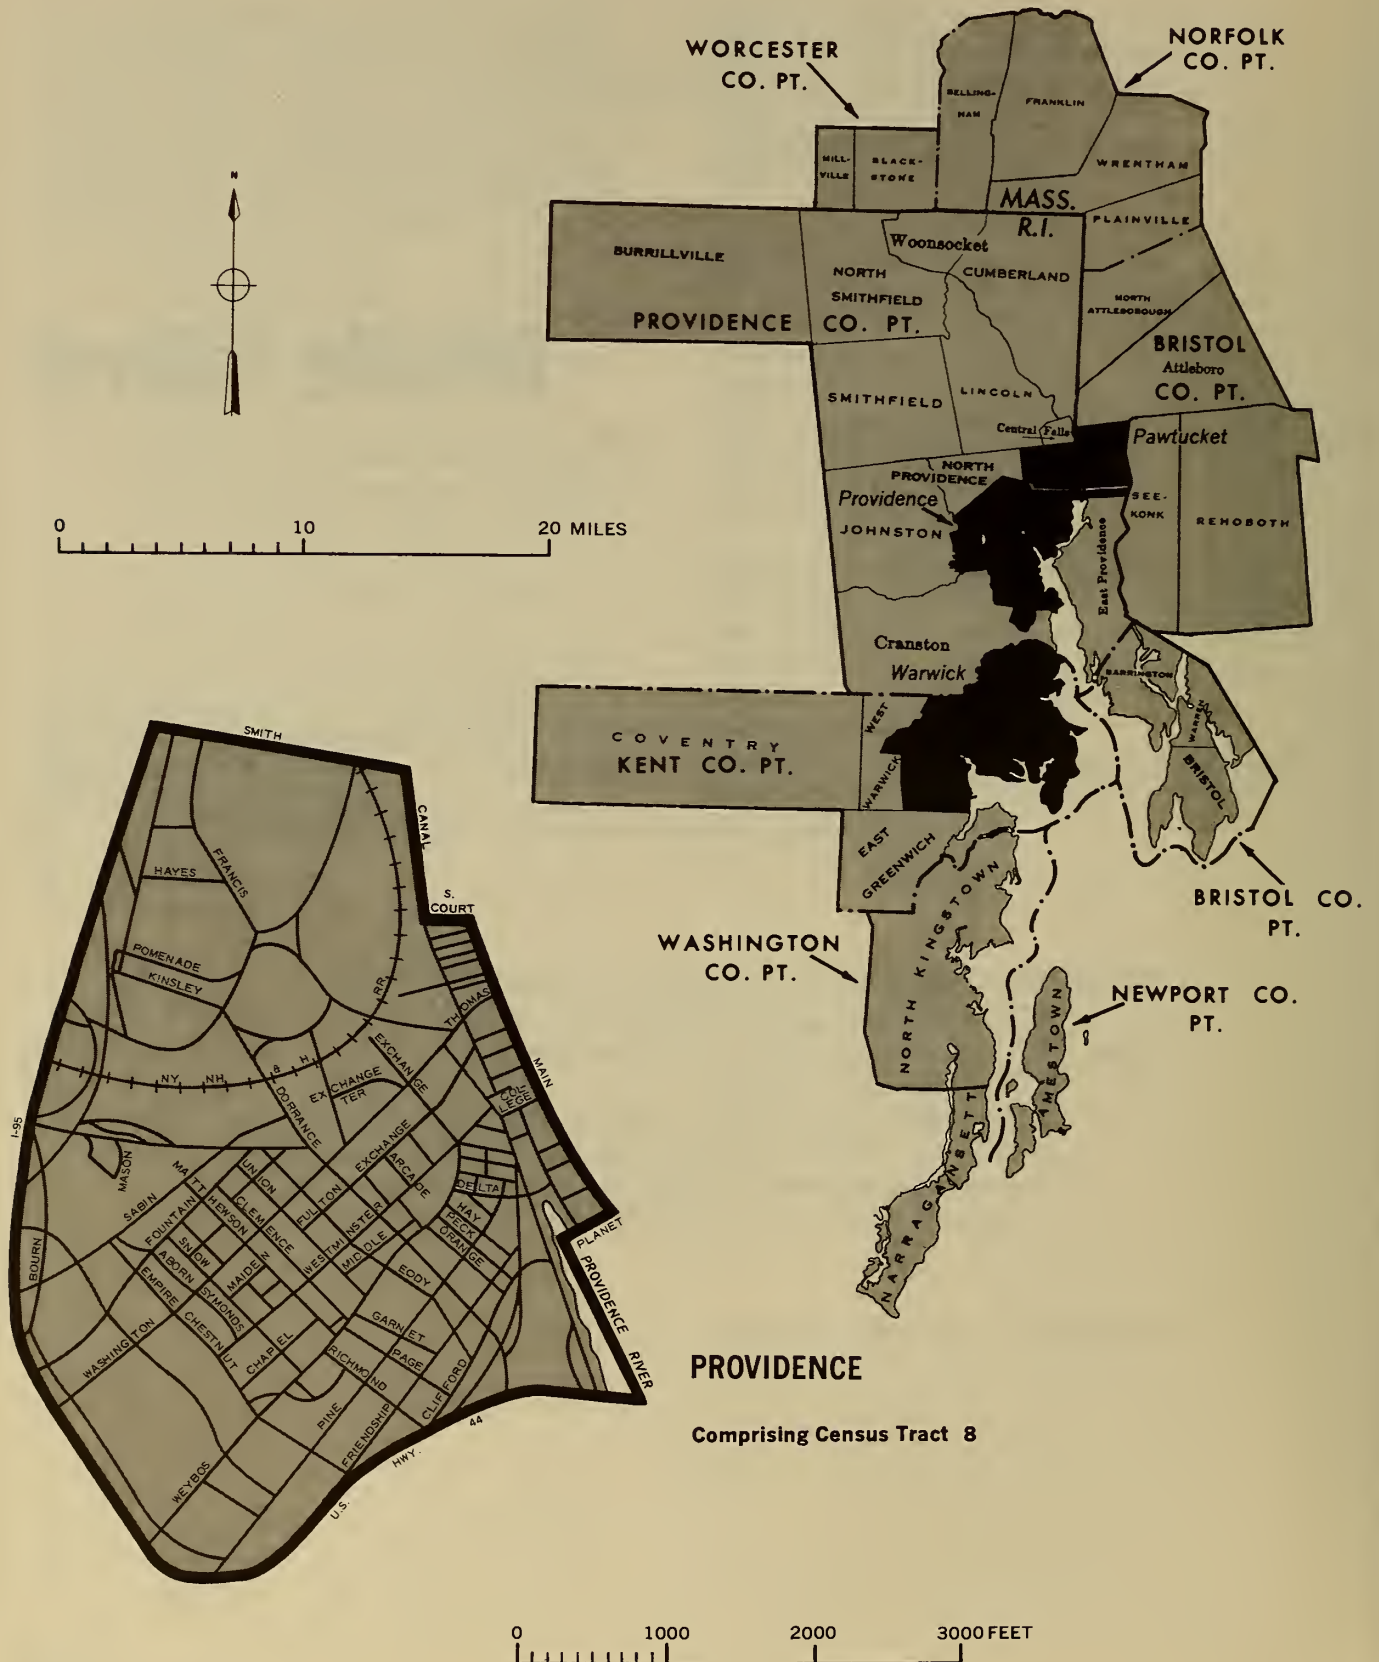 WORCESTER
CO. PT.
NORFOLK
CO. PT.
BELLING-
HAM
FRANKLIN
MILL-
VILLE
BLACK-
STONE
WRENTHAM
MASS.
R.I.
PLAINVILLE
N
BURRILLVILLE
Woonsocket
NORTH
SMITHFIELD
CUMBERLAND
PROVIDENCE CO. PT.
NORTH
ATTLEBOROUGH
BRISTOL
Attleboro
CO. PT.
SMITHFIELD
LINCOLN
Central Falls
Pawtucket
NORTH
PROVIDENCE
Providence
JOHNSTON
SEE-
KONK
REHOBOTH
East Providence
0 10 20 MILES
Cranston
Warwick
BARRINGTON
WARREN
BRISTOL
COVENTRY
KENT CO. PT.
WEST
WARWICK
EAST
GREENWICH
BRISTOL CO.
PT.
WASHINGTON
CO. PT.
NORTH KINGSTOWN
NEWPORT CO.
PT.
JAMESTOWN
NARRAGANSETT
SMITH
CANAL
S.
COURT
HAYES
FRANCIS
POMENADE
KINSLEY
RR
THOMAS
EXCHANGE
MAIN
NY NH & H
EXCHANGE
TER
DORRANCE
COL-
LEGE
I-95
MASON
SABIN
MATTHEWSON
UNION
EXCHANGE
ARCADE
DELTA
FOUNTAIN
CLEMENCE
FULTON
HAY
PECK
ORANGE
PLANET
SNOW
WESTMINSTER
MIDDLE
BOURN
ABORN
MAIDEN
EODY
PROVIDENCE RIVER
EMPIRE
SYMONDS
WASHINGTON
CHESTNUT
CHAPEL
GARNET
PAGE
RICHMOND
CLIFFORD
PINE
FRIENDSHIP
WEYBOS
U.S. HWY. 44
PROVIDENCE
Comprising Census Tract 8
0 1000 2000 3000 FEET